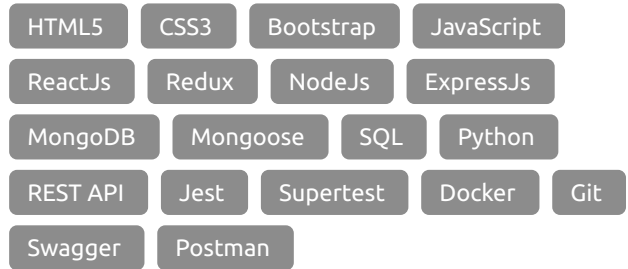 HTML5 CSS3 Bootstrap JavaScript
ReactJs Redux NodeJs ExpressJs
MongoDB Mongoose SQL Python
REST API Jest Supertest Docker Git
Swagger Postman